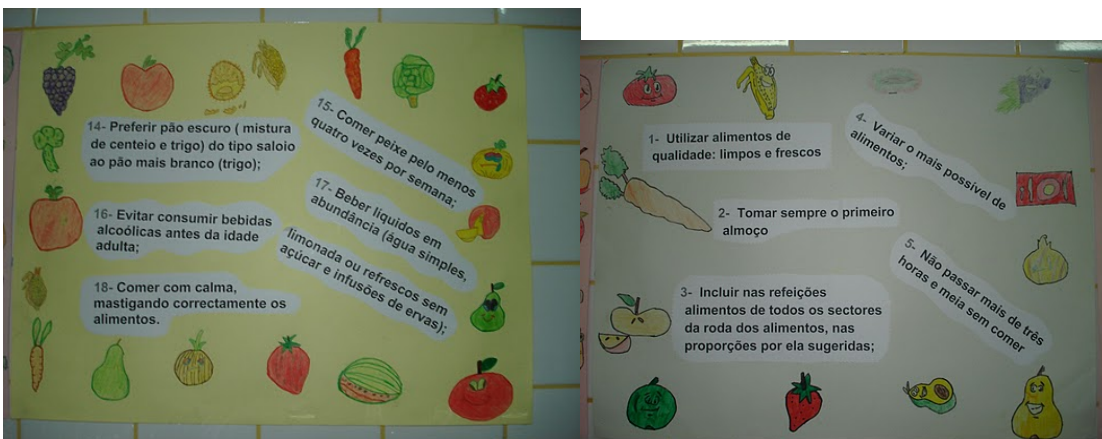 14- Preferir pão escuro ( mistura
de centeio e trigo) do tipo saloio
ao pão mais branco (trigo);
15- Comer peixe pelo menos
quatro vezes por semana;
16- Evitar consumir bebidas
alcoólicas antes da idade
adulta;
17- Beber líquidos em
abundância (água simples,
limonada ou refrescos sem
açúcar e infusões de ervas);
18- Comer com calma,
mastigando correctamente os
alimentos.
1- Utilizar alimentos de
qualidade: limpos e frescos
2- Tomar sempre o primeiro
almoço
3- Incluir nas refeições
alimentos de todos os sectores
da roda dos alimentos, nas
proporções por ela sugeridas;
4- Variar o mais possível de
alimentos;
5- Não passar mais de três
horas e meia sem comer